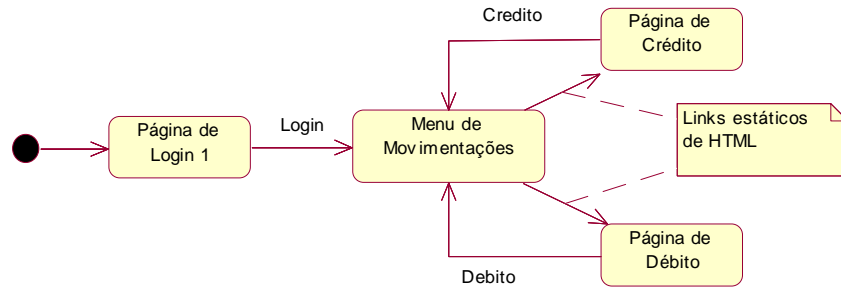 Credito
Página de
Crédito
Página de
Login 1
Login
Menu de
Movimentações
Links estáticos
de HTML
Página de
Débito
Debito